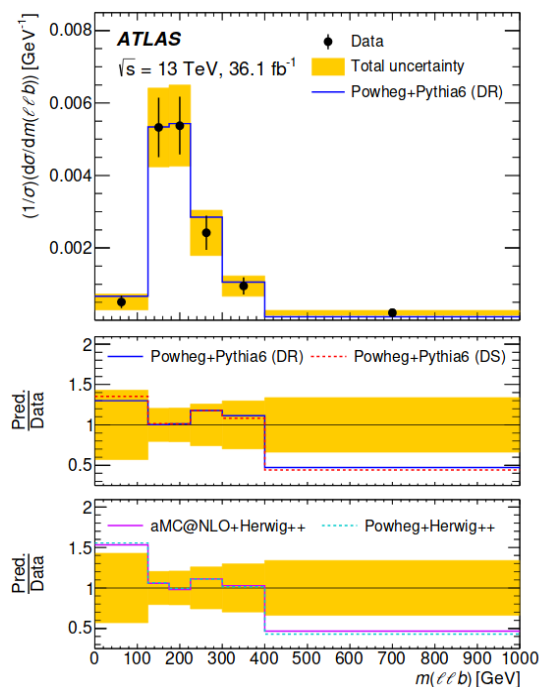 ATLAS
√s = 13 TeV, 36.1 fb⁻¹
Data
Total uncertainty
Powheg+Pythia6 (DR)
(1/σ)(dσ/dm(ℓℓb)) [GeV⁻¹]
0.008
0.006
0.004
0.002
Powheg+Pythia6 (DR) Powheg+Pythia6 (DS)
Pred.
Data
2
1.5
1
0.5
aMC@NLO+Herwig++ Powheg+Herwig++
Pred.
Data
2
1.5
1
0.5
0 100 200 300 400 500 600 700 800 900 1000
m(ℓℓb) [GeV]